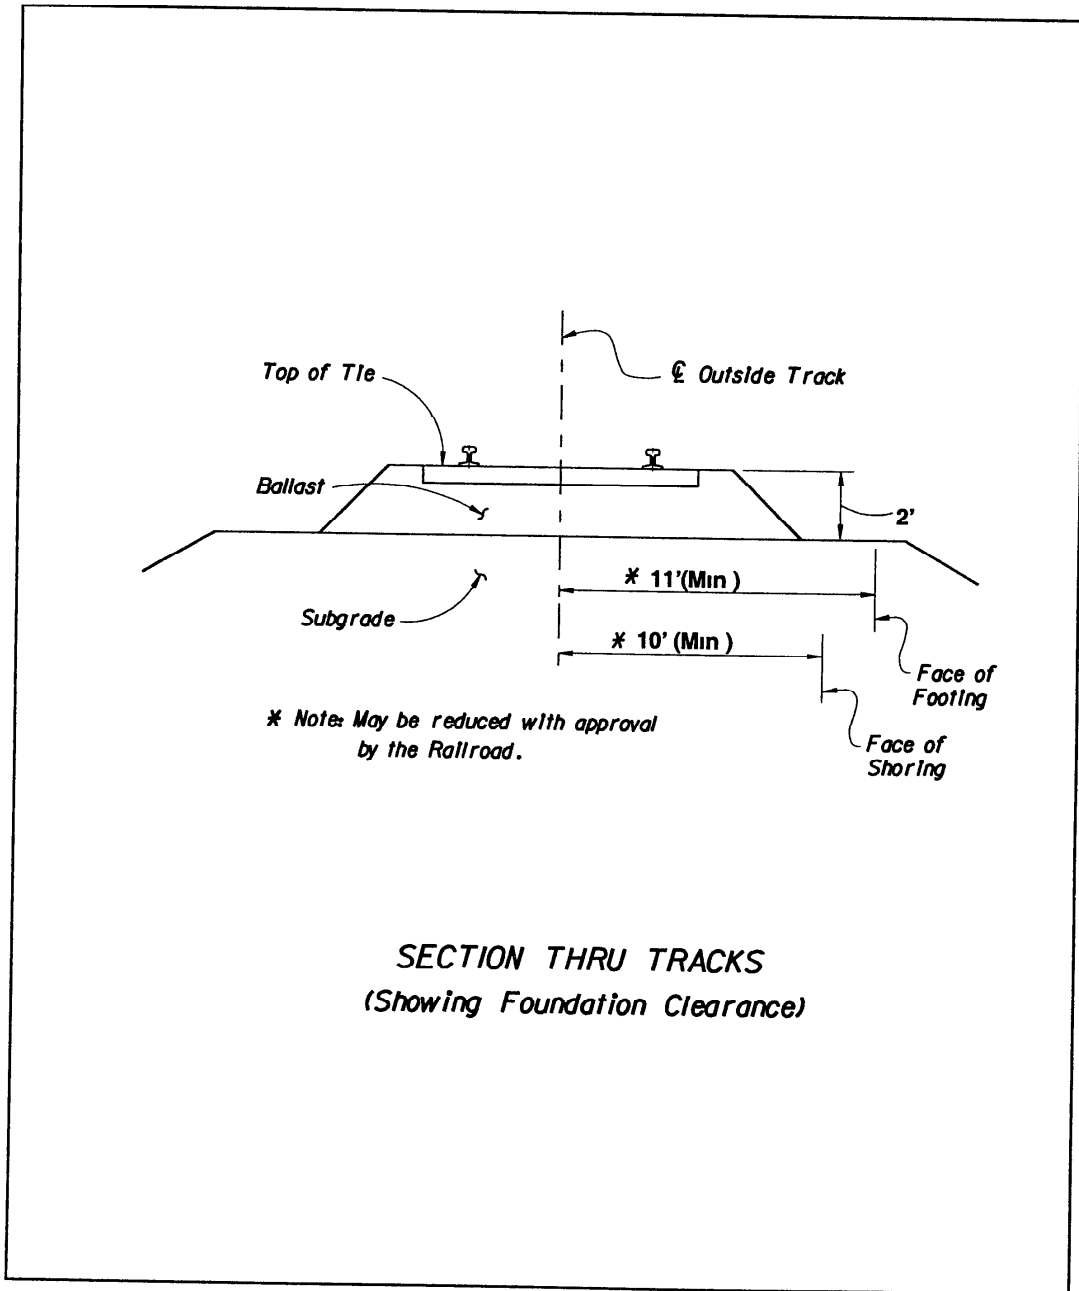 ℄ Outside Track
Top of Tie
Ballast
2'
* 11'(Min )
Subgrade
* 10' (Min )
Face of
Footing
* Note: May be reduced with approval
by the Railroad.
Face of
Shoring
SECTION THRU TRACKS
(Showing Foundation Clearance)